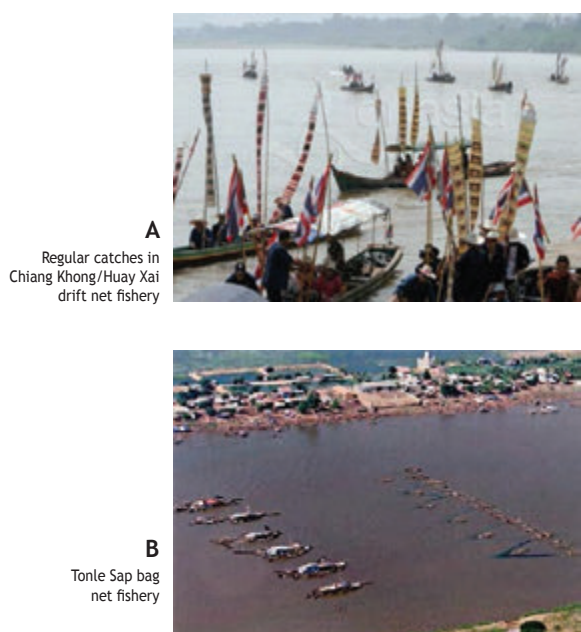 A
Regular catches in
Chiang Khong/Huay Xai
drift net fishery
B
Tonle Sap bag
net fishery